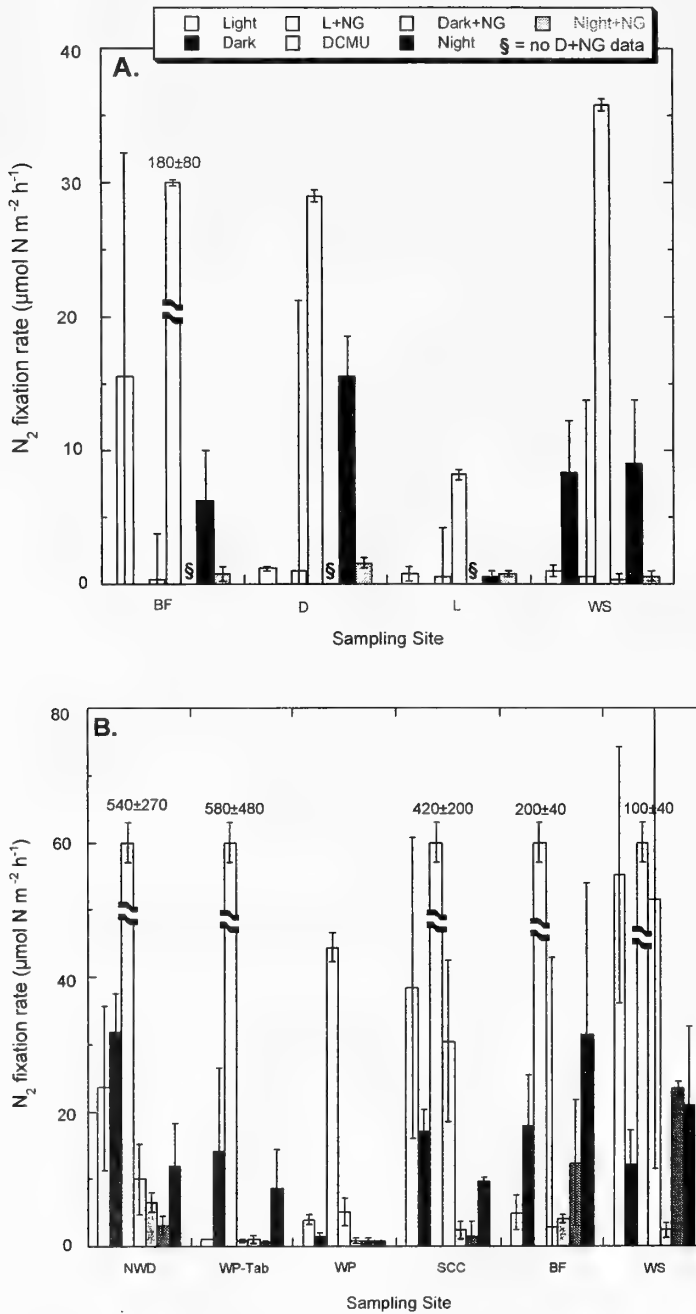 Light L+NG Dark+NG Night+NG
Dark DCMU Night § = no D+NG data
A.
40
30
20
10
0
N₂ fixation rate (µmol N m⁻² h⁻¹)
180±80
§
§
§
BF D L WS
Sampling Site
B.
80
60
40
20
0
N₂ fixation rate (µmol N m⁻² h⁻¹)
540±270 580±480 420±200 200±40 100±40
NWD WP-Tab WP SCC BF WS
Sampling Site